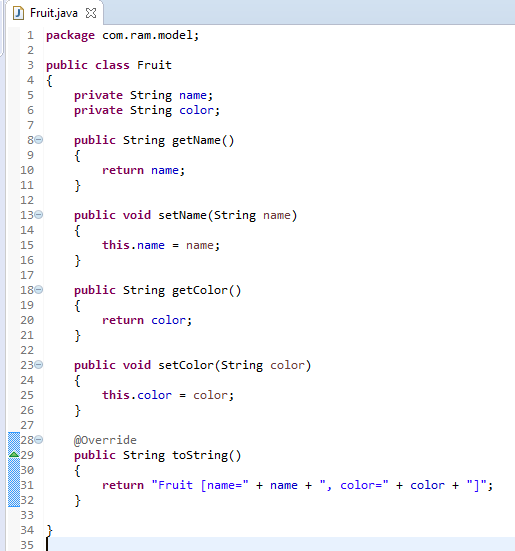 Fruit.java
1 package com.ram.model;
2
3 public class Fruit
4 {
5     private String name;
6     private String color;
7
8     public String getName()
9     {
10         return name;
11     }
12
13     public void setName(String name)
14     {
15         this.name = name;
16     }
17
18     public String getColor()
19     {
20         return color;
21     }
22
23     public void setColor(String color)
24     {
25         this.color = color;
26     }
27
28     @Override
29     public String toString()
30     {
31         return "Fruit [name=" + name + ", color=" + color + "]";
32     }
33
34 }
35